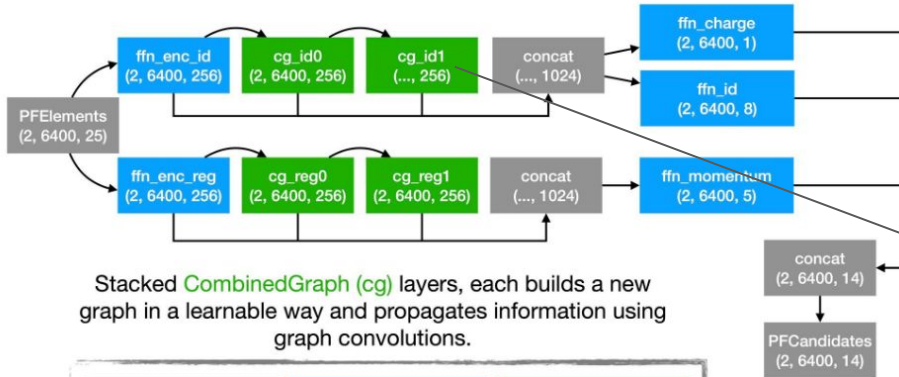 ffn_enc_id
(2, 6400, 256)
cg_id0
(2, 6400, 256)
cg_id1
(..., 256)
concat
(..., 1024)
ffn_charge
(2, 6400, 1)
ffn_id
(2, 6400, 8)
PFElements
(2, 6400, 25)
ffn_enc_reg
(2, 6400, 256)
cg_reg0
(2, 6400, 256)
cg_reg1
(2, 6400, 256)
concat
(..., 1024)
ffn_momentum
(2, 6400, 5)
concat
(2, 6400, 14)
PFCandidates
(2, 6400, 14)
Stacked CombinedGraph (cg) layers, each builds a new
graph in a learnable way and propagates information using
graph convolutions.